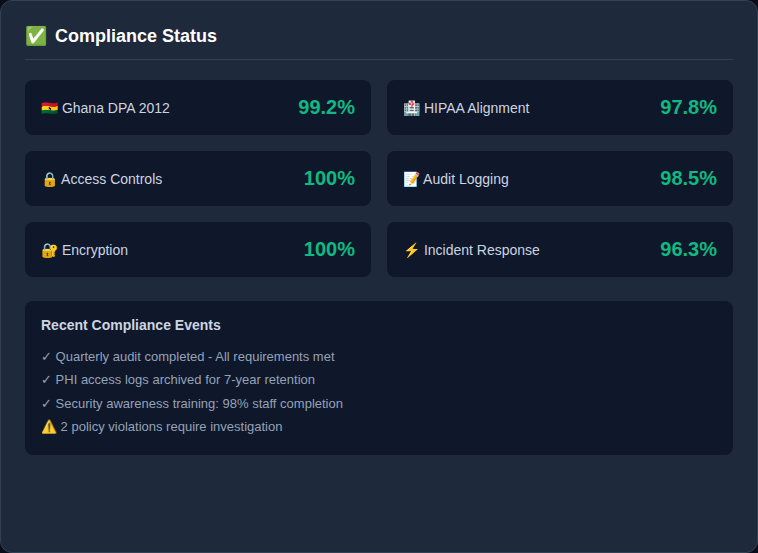 ✅ Compliance Status
🇬🇭 Ghana DPA 2012 99.2%
🏥 HIPAA Alignment 97.8%
🔒 Access Controls 100%
📝 Audit Logging 98.5%
🔐 Encryption 100%
⚡ Incident Response 96.3%
Recent Compliance Events
✓ Quarterly audit completed - All requirements met
✓ PHI access logs archived for 7-year retention
✓ Security awareness training: 98% staff completion
⚠️ 2 policy violations require investigation